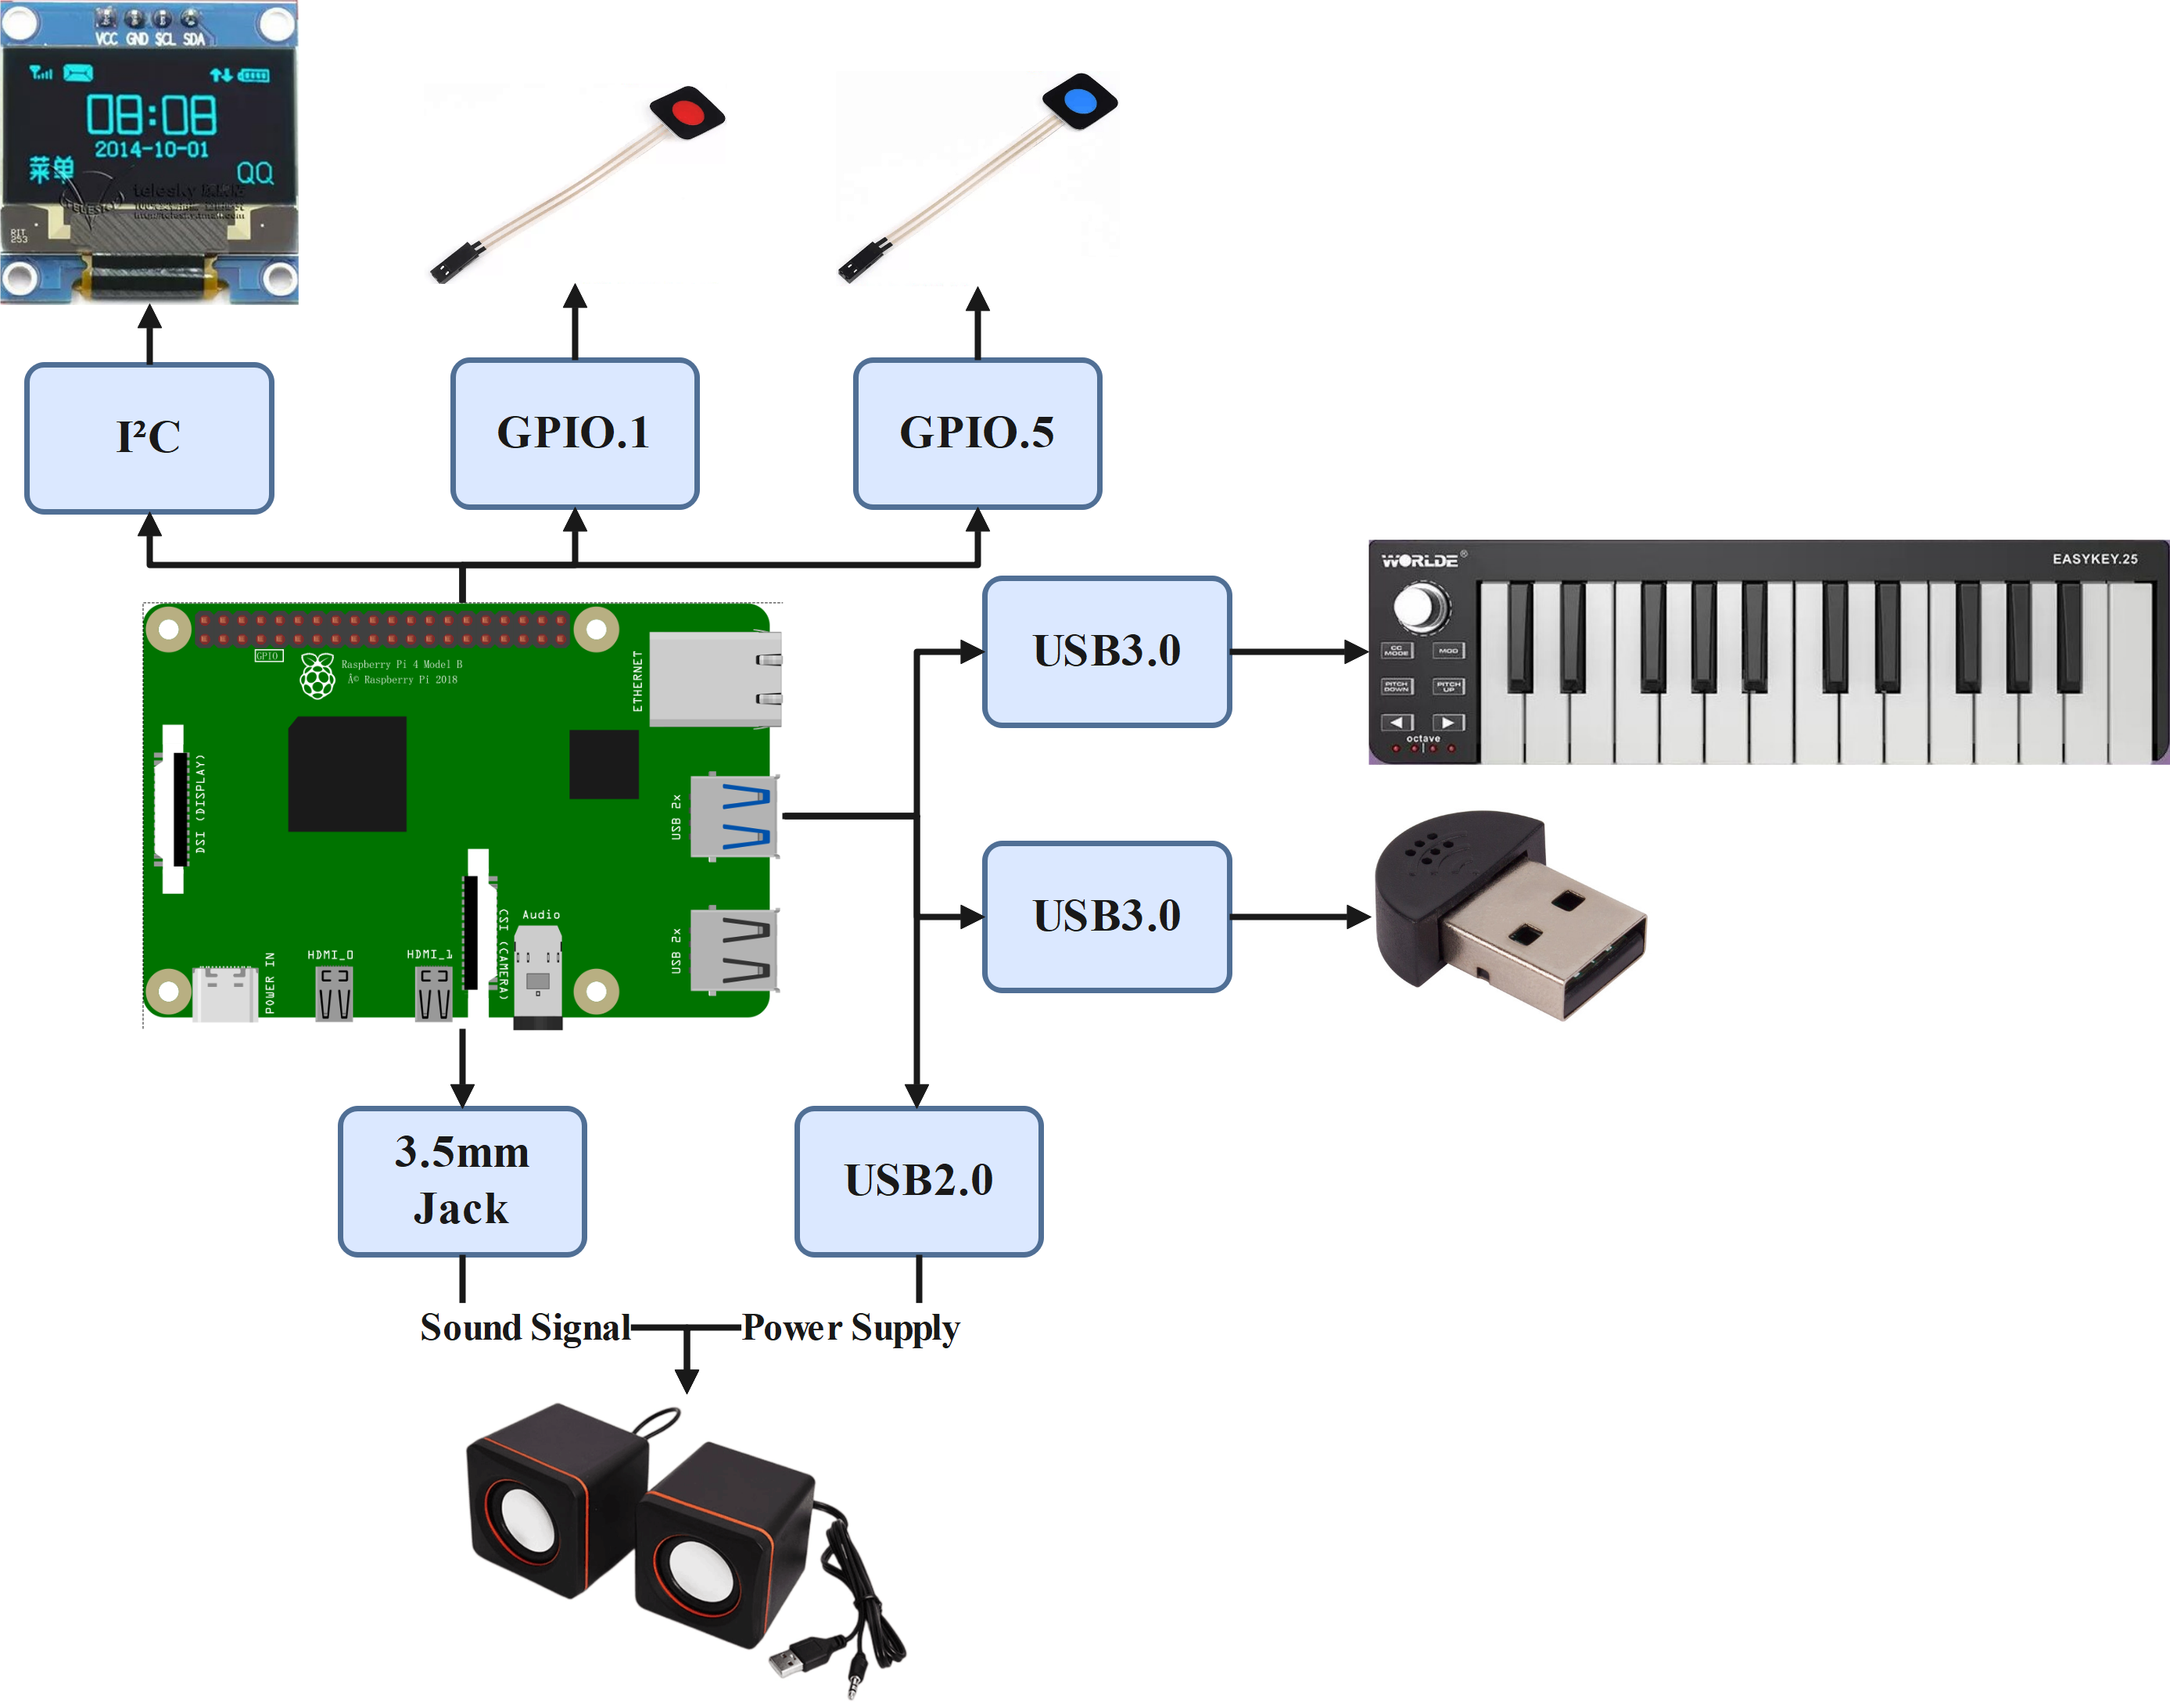 VCC GND SCL SDA
08:08
2014-10-01
菜单
QQ
RIT
253
I²C
GPIO.1
GPIO.5
GPIO
Raspberry Pi 4 Model B
Â© Raspberry Pi 2018
ETHERNET
DSI (DISPLAY)
USB 2x
USB 2x
CSI (CAMERA)
Audio
HDMI_0
HDMI_1
POWER IN
USB3.0
WORLDE®
EASYKEY.25
CC
MODE
MOD
PITCH
DOWN
PITCH
UP
octave
USB3.0
3.5mm
Jack
USB2.0
Sound Signal
Power Supply